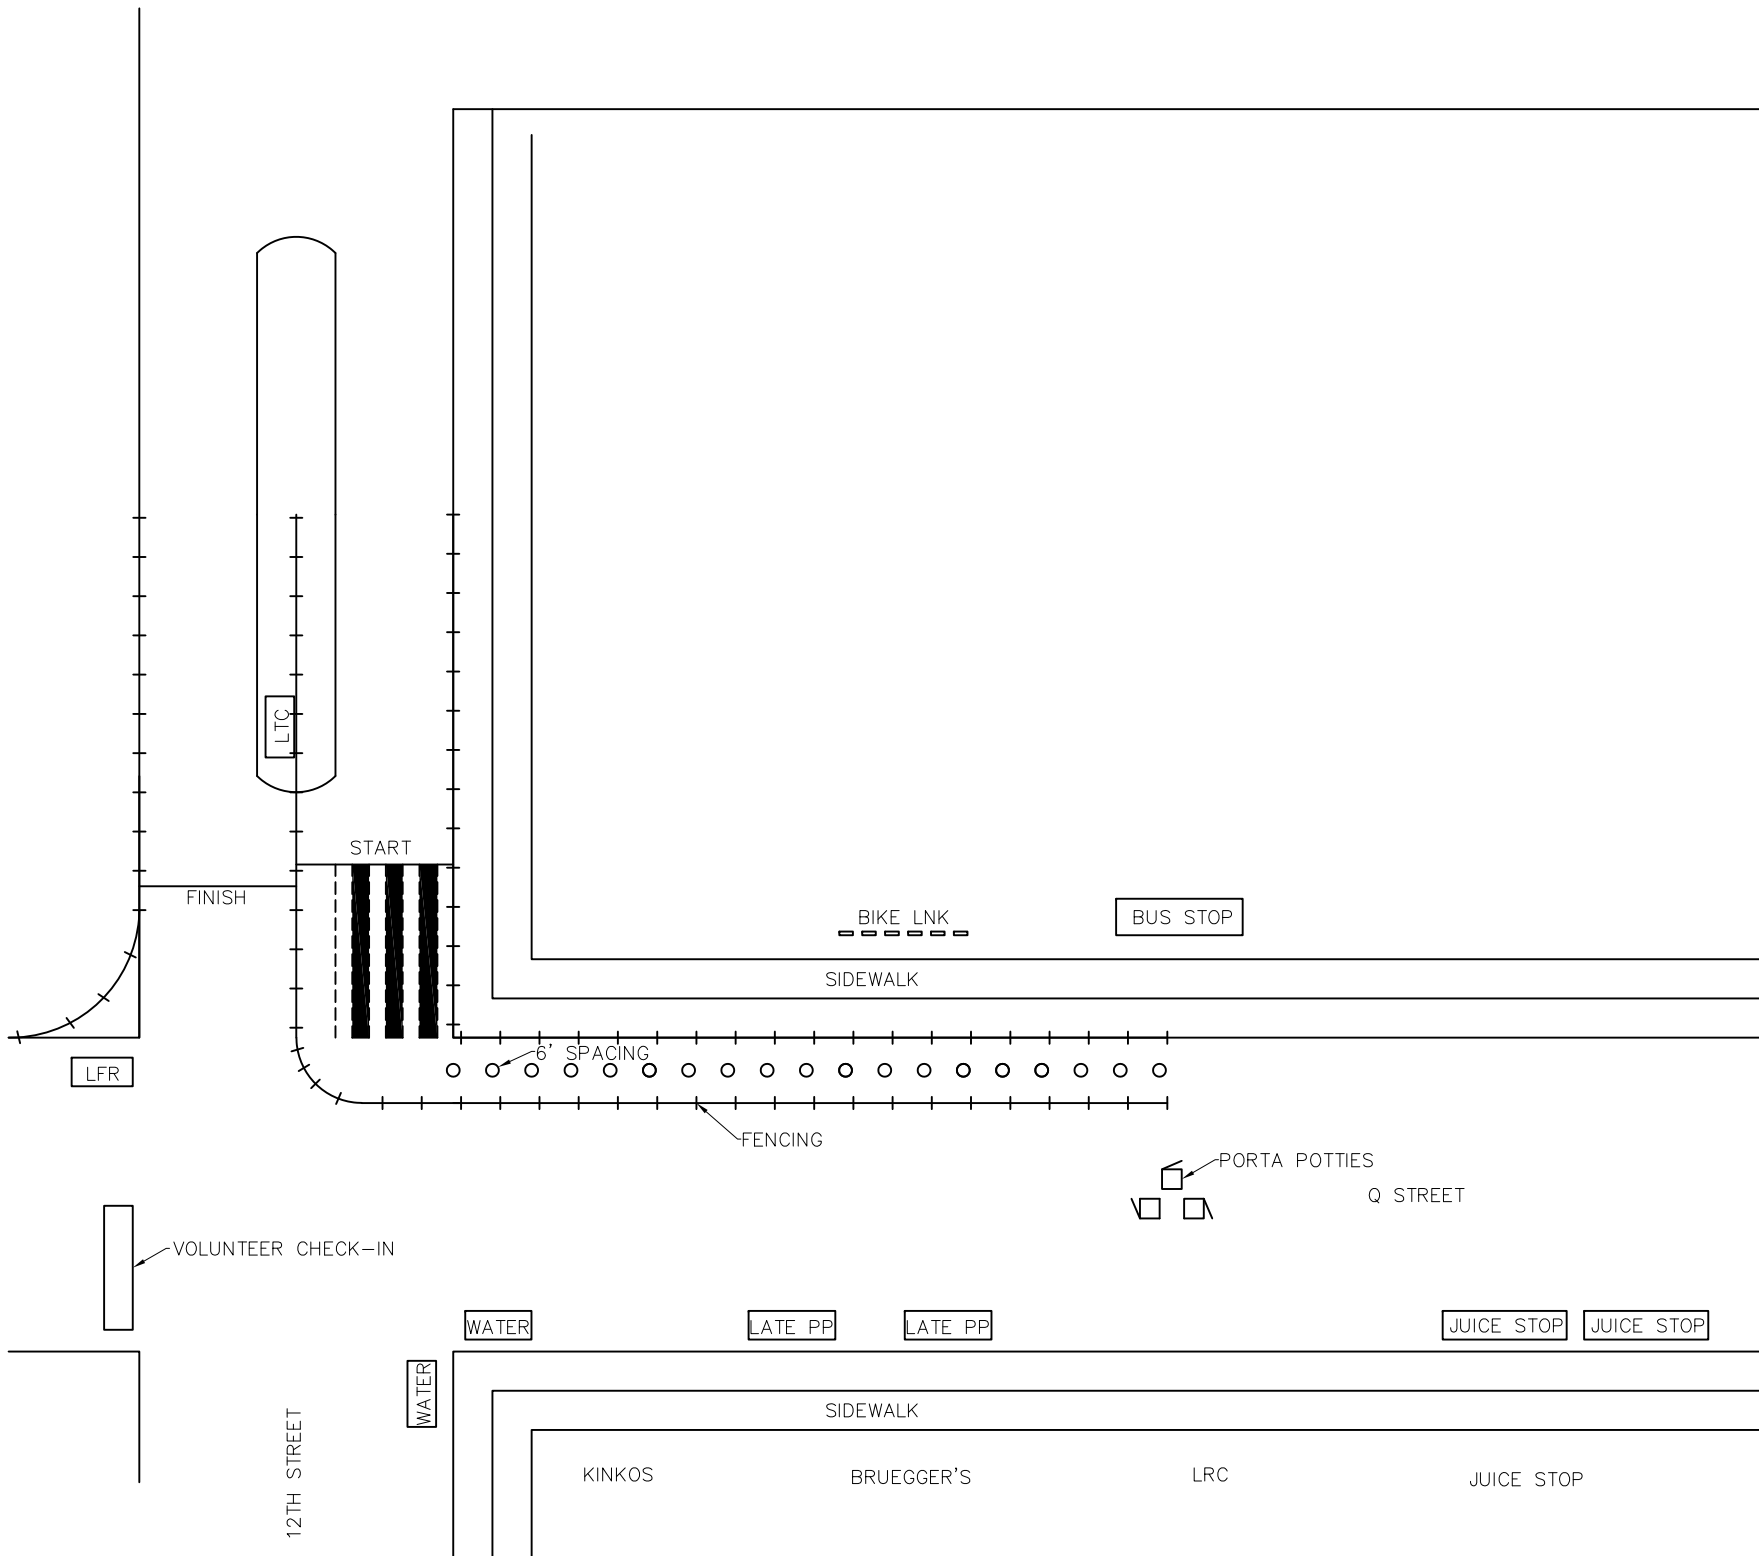 LTC
START
FINISH
BIKE LNK
BUS STOP
SIDEWALK
6' SPACING
LFR
FENCING
PORTA POTTIES
Q STREET
VOLUNTEER CHECK-IN
WATER
LATE PP
LATE PP
JUICE STOP
JUICE STOP
WATER
SIDEWALK
12TH STREET
KINKOS
BRUEGGER'S
LRC
JUICE STOP